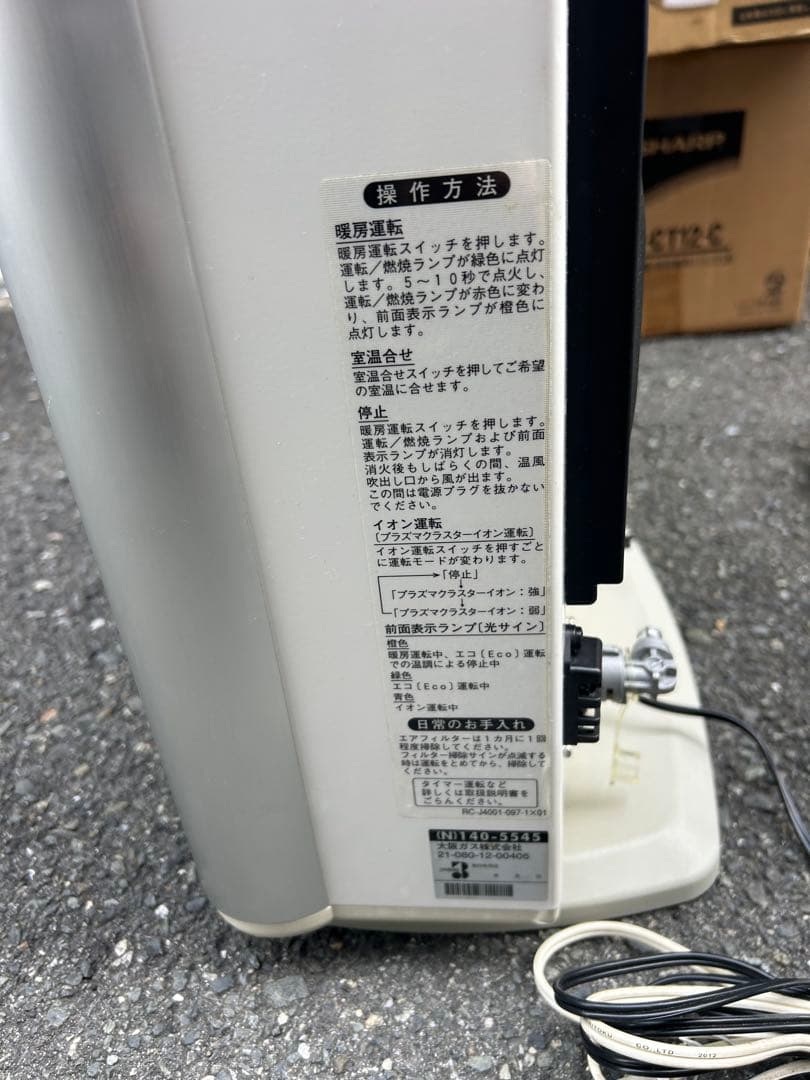 操作方法
暖房運転
暖房運転スイッチを押します。
運転／燃焼ランプが緑色に点灯
します。5～10秒で点火し、
運転／燃焼ランプが赤色に変わ
り、前面表示ランプが橙色に
点灯します。
室温合せ
室温合せスイッチを押してご希望
の室温に合せます。
停止
暖房運転スイッチを押します。
運転／燃焼ランプおよび前面
表示ランプが消灯します。
消火後もしばらくの間、温風
吹出し口から風が出ます。
この間は電源プラグを抜かない
でください。
イオン運転
〔プラズマクラスターイオン運転〕
イオン運転スイッチを押すごと
に運転モードが変わります。
「停止」
「プラズマクラスターイオン：強」
「プラズマクラスターイオン：弱」
前面表示ランプ〔光サイン〕
橙色
暖房運転中、エコ〔Eco〕運転
での温調による停止中
緑色
エコ〔Eco〕運転中
青色
イオン運転中
日常のお手入れ
エアフィルターは1カ月に1回
程度掃除してください。
フィルター掃除サインが点滅する
時は運転をとめてから、掃除して
ください。
タイマー運転など
詳しくは取扱説明書を
ごらんください。
RC-J4001-097-1×01
(N)140-5545
大阪ガス株式会社
21-080-12-00405
SHARP
-CT12-C
CO.,LTD 2012